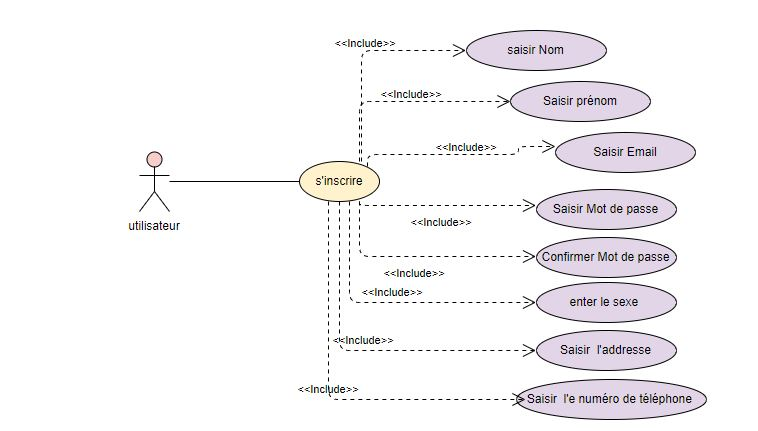 <<Include>>
saisir Nom
<<Include>>
Saisir prénom
<<Include>>
Saisir Email
s'inscrire
utilisateur
Saisir Mot de passe
<<Include>>
Confirmer Mot de passe
<<Include>>
<<Include>>
enter le sexe
<<Include>>
Saisir l'addresse
<<Include>>
Saisir l'e numéro de téléphone